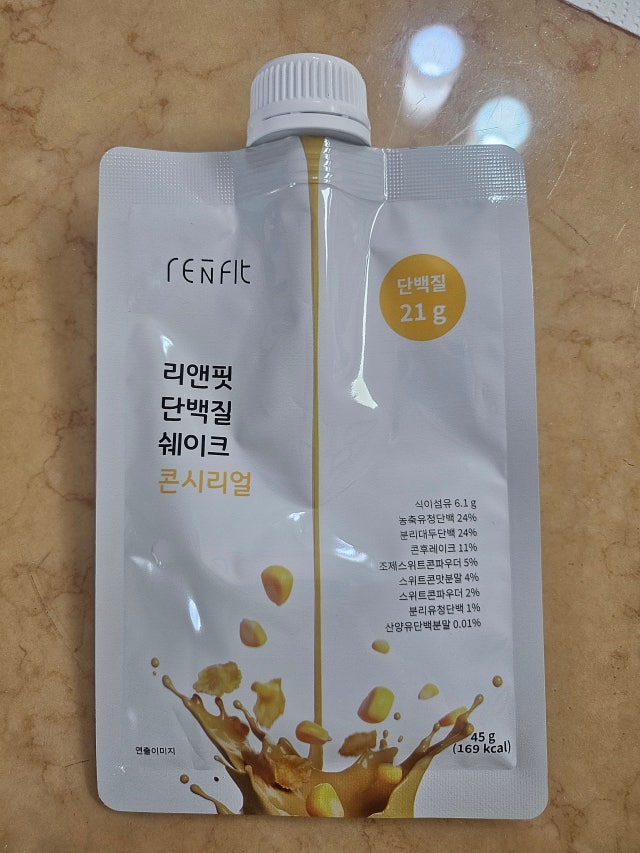 renfit
단백질
21 g
리앤핏
단백질
쉐이크
콘시리얼
식이섬유 6.1 g
농축유청단백 24%
분리대두단백 24%
콘후레이크 11%
조제스위트콘파우더 5%
스위트콘맛분말 4%
스위트콘파우더 2%
분리유청단백 1%
산양유단백분말 0.01%
연출이미지
45 g
(169 kcal)